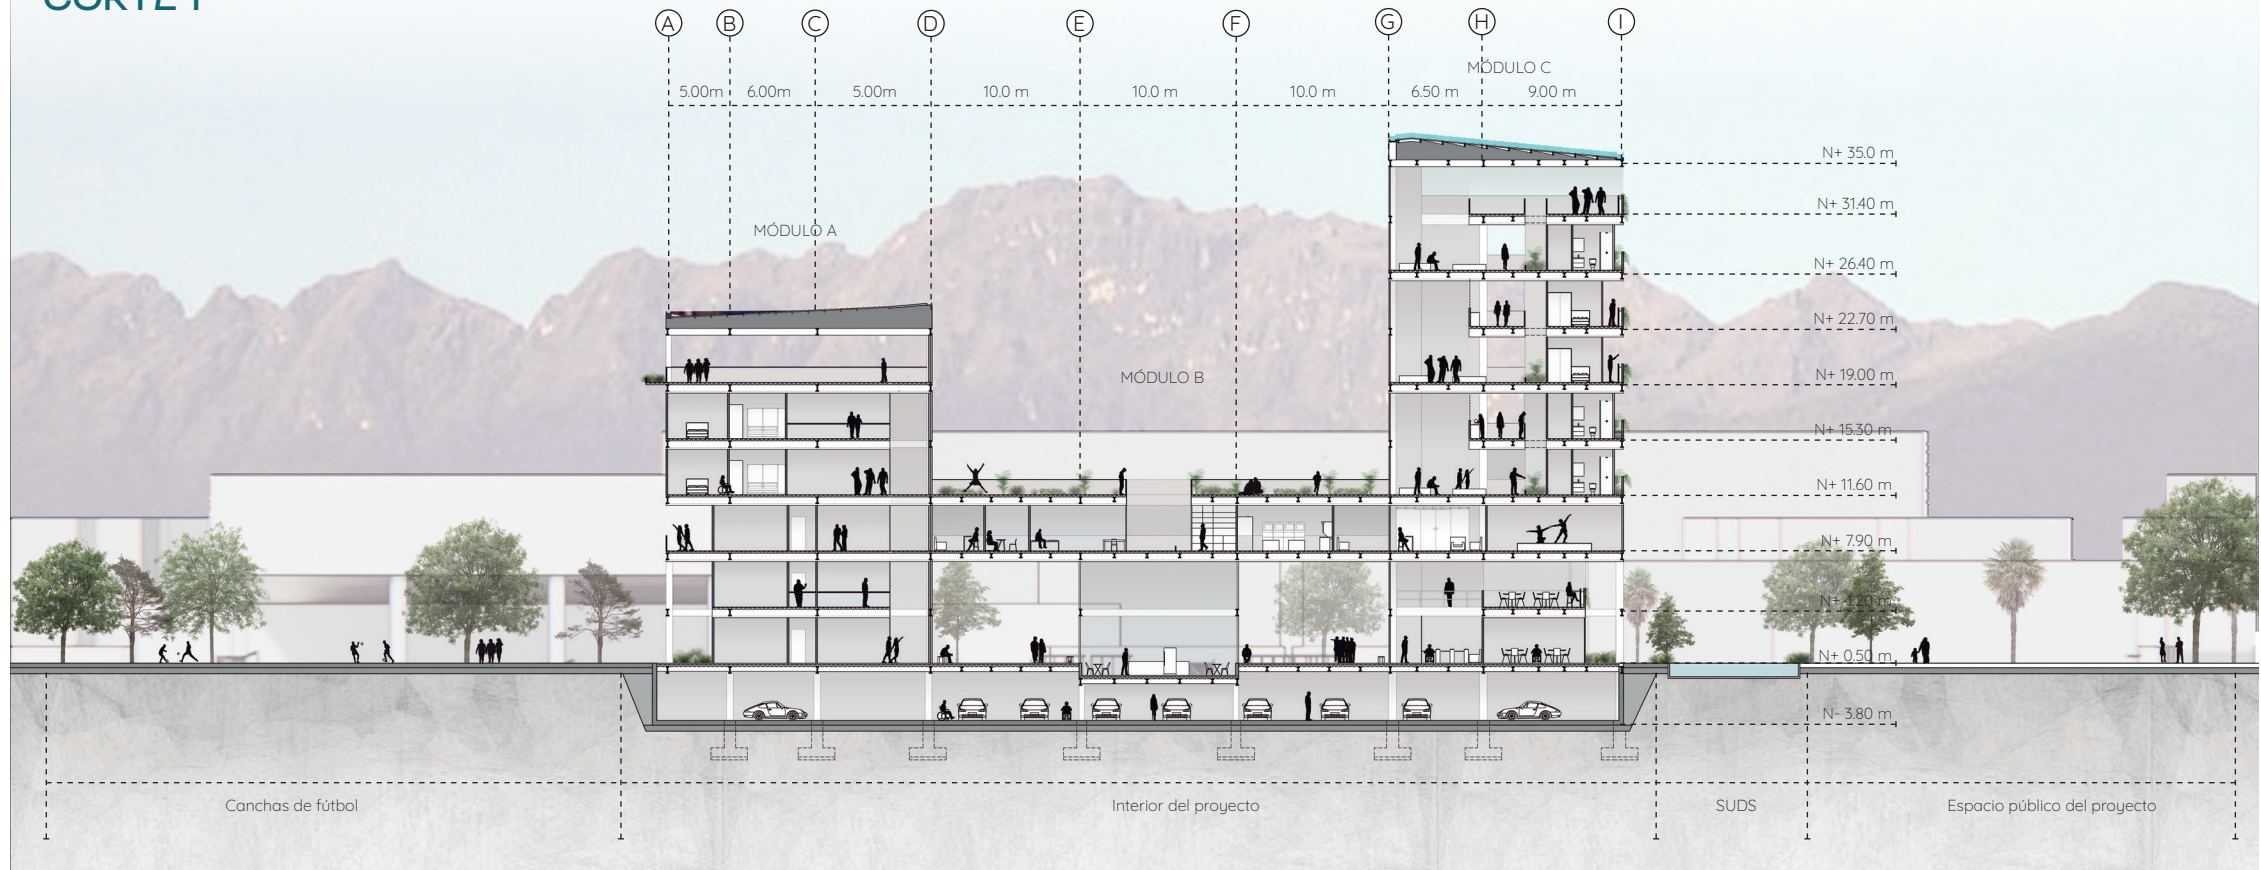 CORTE 1
A B C D E F G H I
MÓDULO C
5.00m 6.00m 5.00m 10.0 m 10.0 m 10.0 m 6.50 m 9.00 m
N+ 35.0 m
N+ 31.40 m
MÓDULO A
N+ 26.40 m
N+ 22.70 m
MÓDULO B
N+ 19.00 m
N+ 15.30 m
N+ 11.60 m
N+ 7.90 m
N+ 4.20 m
N+ 0.50 m
N- 3.80 m
Canchas de fútbol
Interior del proyecto
SUDS
Espacio público del proyecto